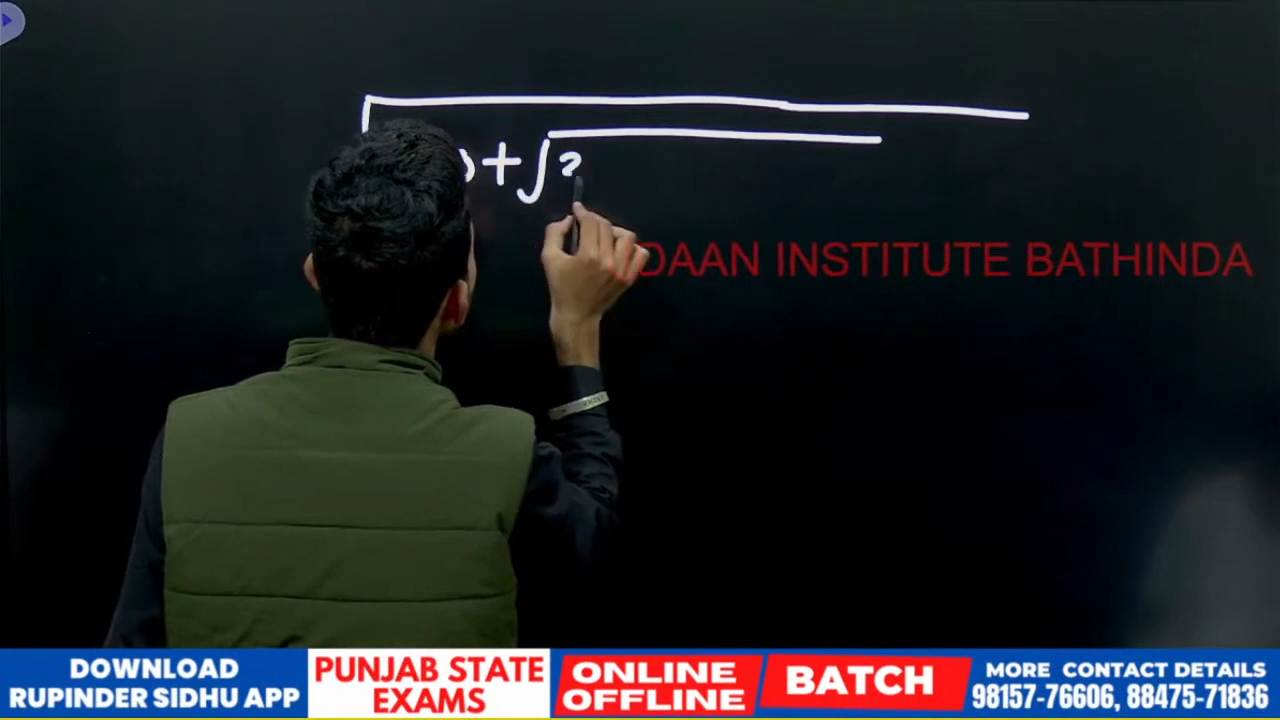 +√2
DAAN INSTITUTE BATHINDA
DOWNLOAD
RUPINDER SIDHU APP
PUNJAB STATE
EXAMS
ONLINE
OFFLINE
BATCH
MORE CONTACT DETAILS
98157-76606, 88475-71836